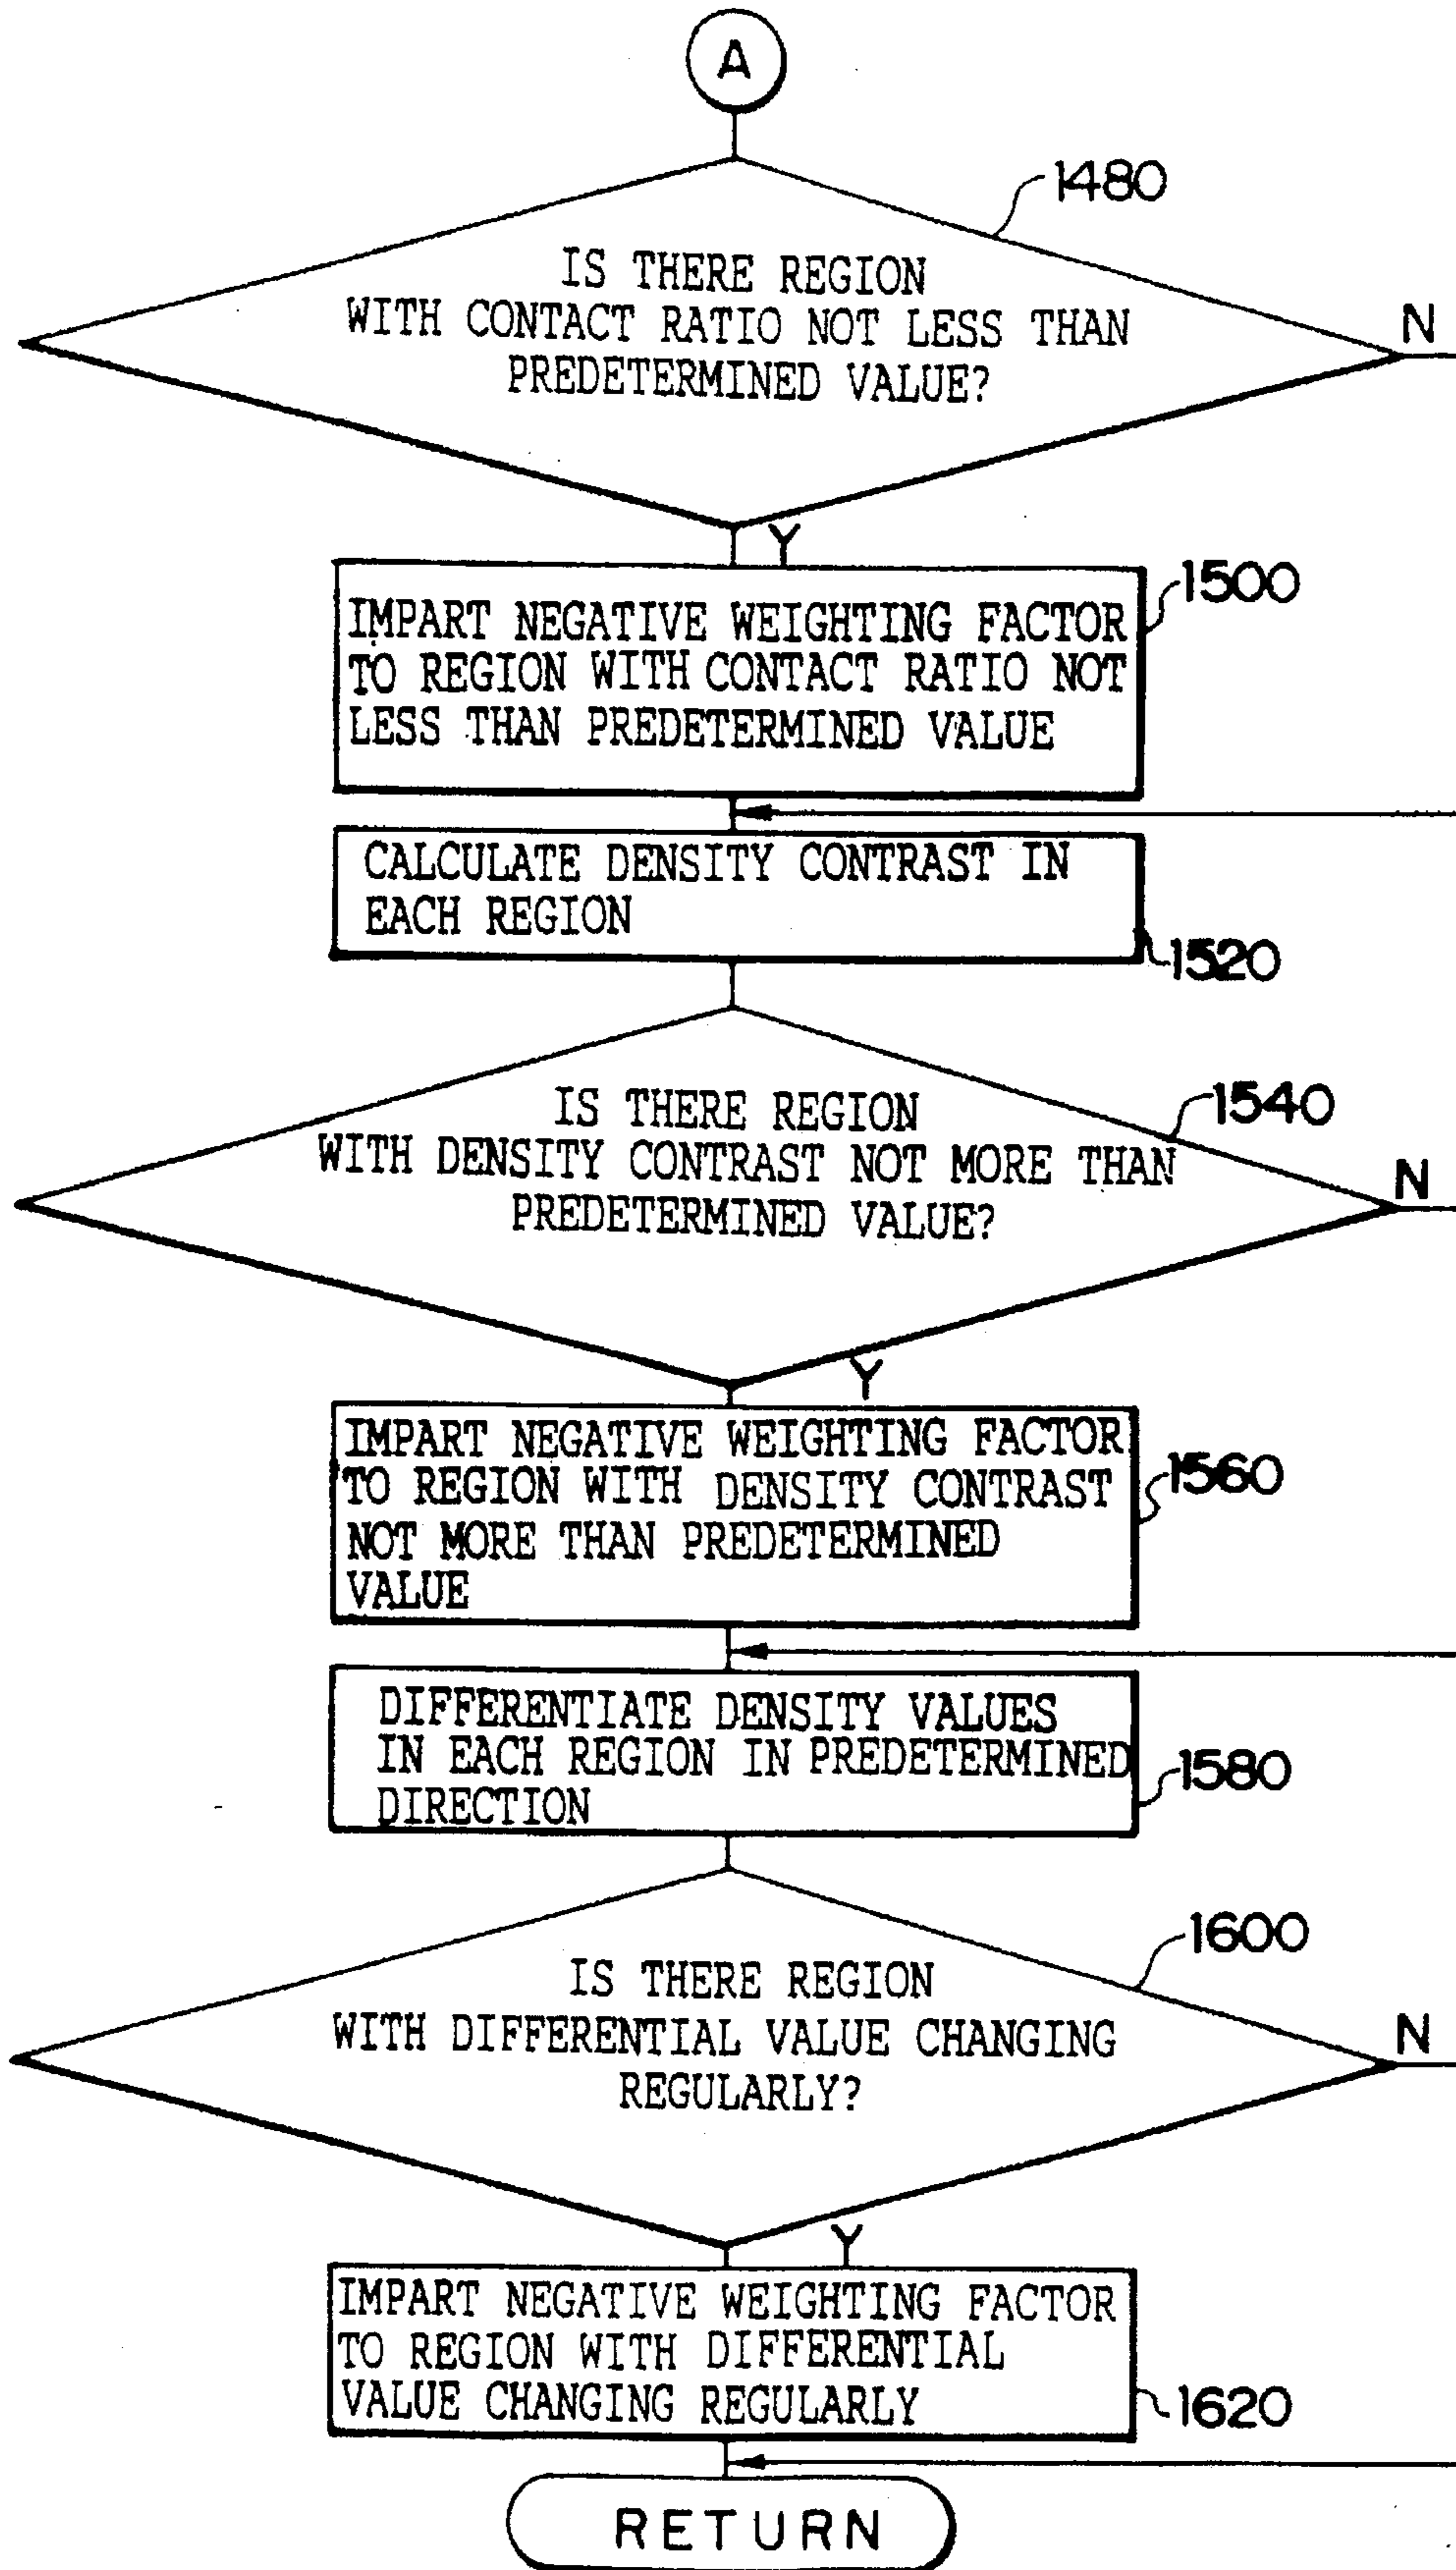 A
1480
IS THERE REGION
WITH CONTACT RATIO NOT LESS THAN
PREDETERMINED VALUE?
N
Y
1500
IMPART NEGATIVE WEIGHTING FACTOR
TO REGION WITH CONTACT RATIO NOT
LESS THAN PREDETERMINED VALUE
CALCULATE DENSITY CONTRAST IN
EACH REGION
1520
1540
IS THERE REGION
WITH DENSITY CONTRAST NOT MORE THAN
PREDETERMINED VALUE?
N
Y
IMPART NEGATIVE WEIGHTING FACTOR
TO REGION WITH DENSITY CONTRAST
NOT MORE THAN PREDETERMINED
VALUE
1560
DIFFERENTIATE DENSITY VALUES
IN EACH REGION IN PREDETERMINED
DIRECTION
1580
1600
IS THERE REGION
WITH DIFFERENTIAL VALUE CHANGING
REGULARLY?
N
Y
IMPART NEGATIVE WEIGHTING FACTOR
TO REGION WITH DIFFERENTIAL
VALUE CHANGING REGULARLY
1620
RETURN